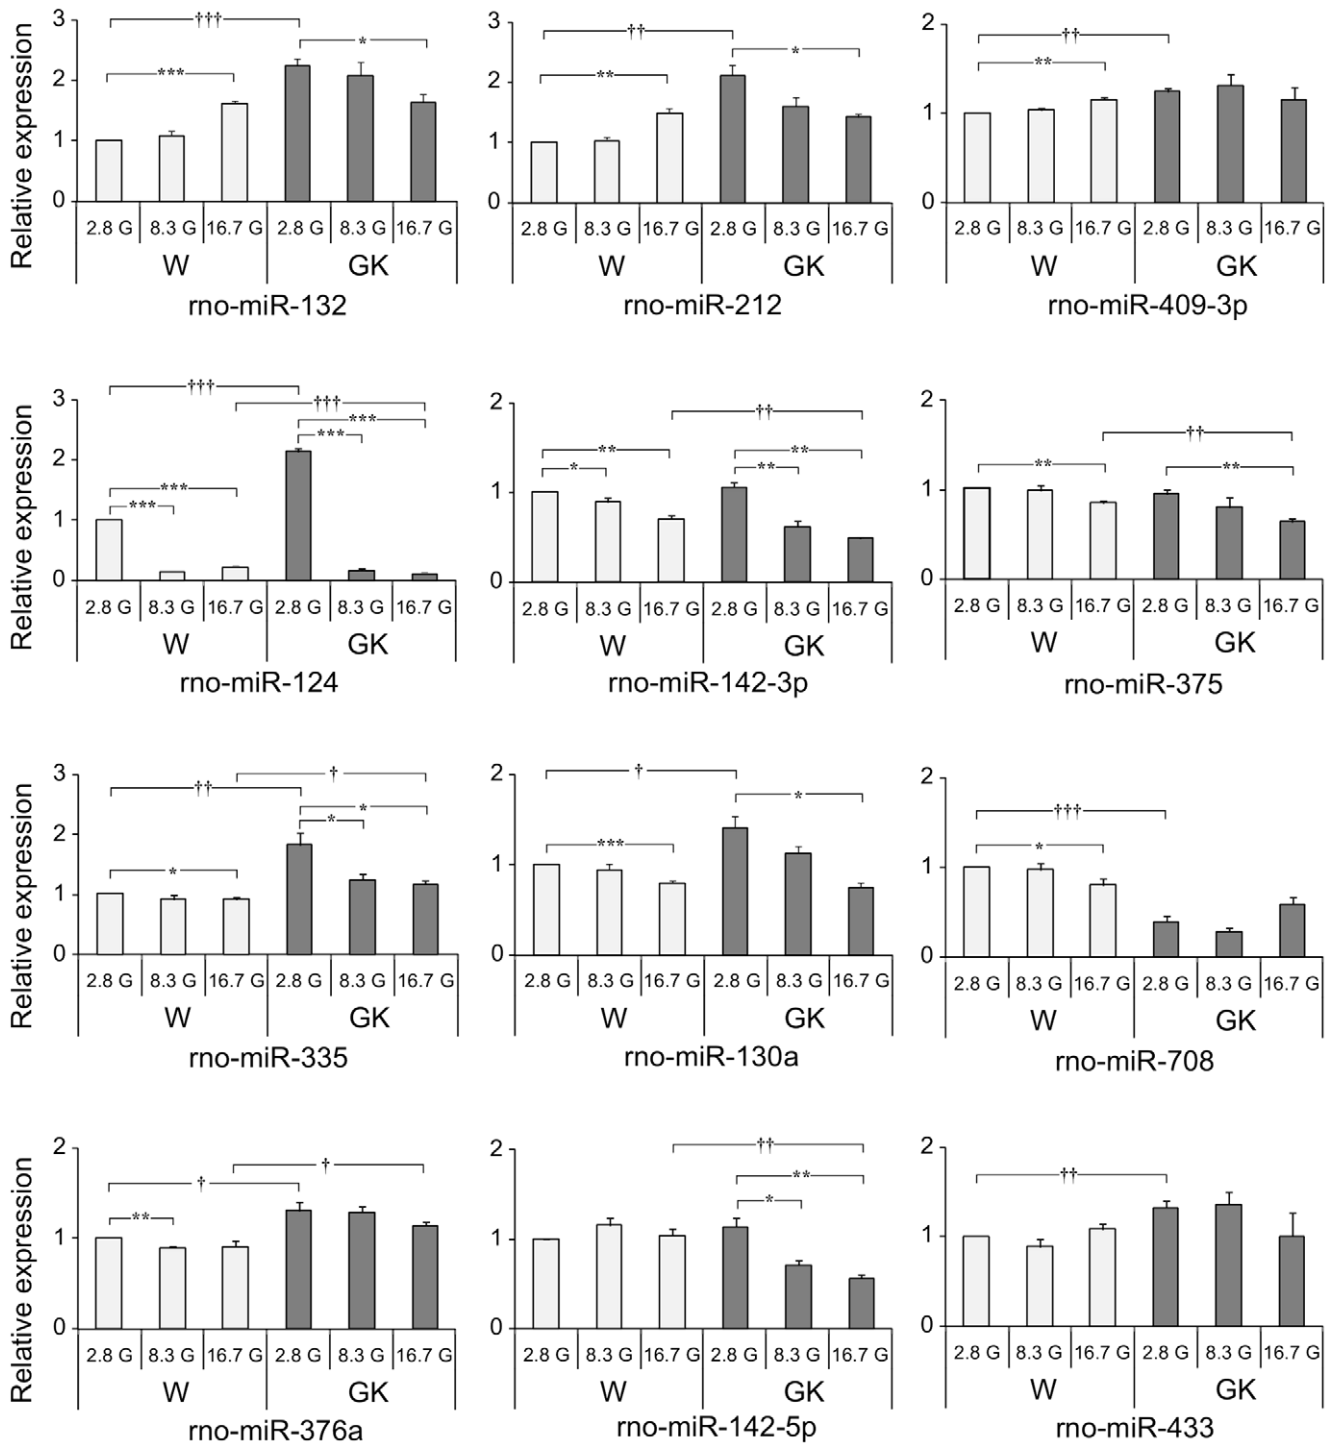 3 ††† 3 †† 2 ††
* * **
*** **
2 2
1 1 1
0 0 0
Relative expression
2.8 G 8.3 G 16.7 G 2.8 G 8.3 G 16.7 G 2.8 G 8.3 G 16.7 G 2.8 G 8.3 G 16.7 G 2.8 G 8.3 G 16.7 G 2.8 G 8.3 G 16.7 G
W GK W GK W GK
rno-miR-132 rno-miR-212 rno-miR-409-3p
†††
3 ††† 2 †† 2
*** ††
*** ** ** **
2 * ** **
*** 1 1
***
1
0 0 0
Relative expression
2.8 G 8.3 G 16.7 G 2.8 G 8.3 G 16.7 G 2.8 G 8.3 G 16.7 G 2.8 G 8.3 G 16.7 G 2.8 G 8.3 G 16.7 G 2.8 G 8.3 G 16.7 G
W GK W GK W GK
rno-miR-124 rno-miR-142-3p rno-miR-375
3 † 2 † 2
†† * †††
* *
* *** *
2
1 1 1
0 0 0
Relative expression
2.8 G 8.3 G 16.7 G 2.8 G 8.3 G 16.7 G 2.8 G 8.3 G 16.7 G 2.8 G 8.3 G 16.7 G 2.8 G 8.3 G 16.7 G 2.8 G 8.3 G 16.7 G
W GK W GK W GK
rno-miR-335 rno-miR-130a rno-miR-708
2 2 †† 2
† ** ††
† *
**
1 1 1
0 0 0
Relative expression
2.8 G 8.3 G 16.7 G 2.8 G 8.3 G 16.7 G 2.8 G 8.3 G 16.7 G 2.8 G 8.3 G 16.7 G 2.8 G 8.3 G 16.7 G 2.8 G 8.3 G 16.7 G
W GK W GK W GK
rno-miR-376a rno-miR-142-5p rno-miR-433